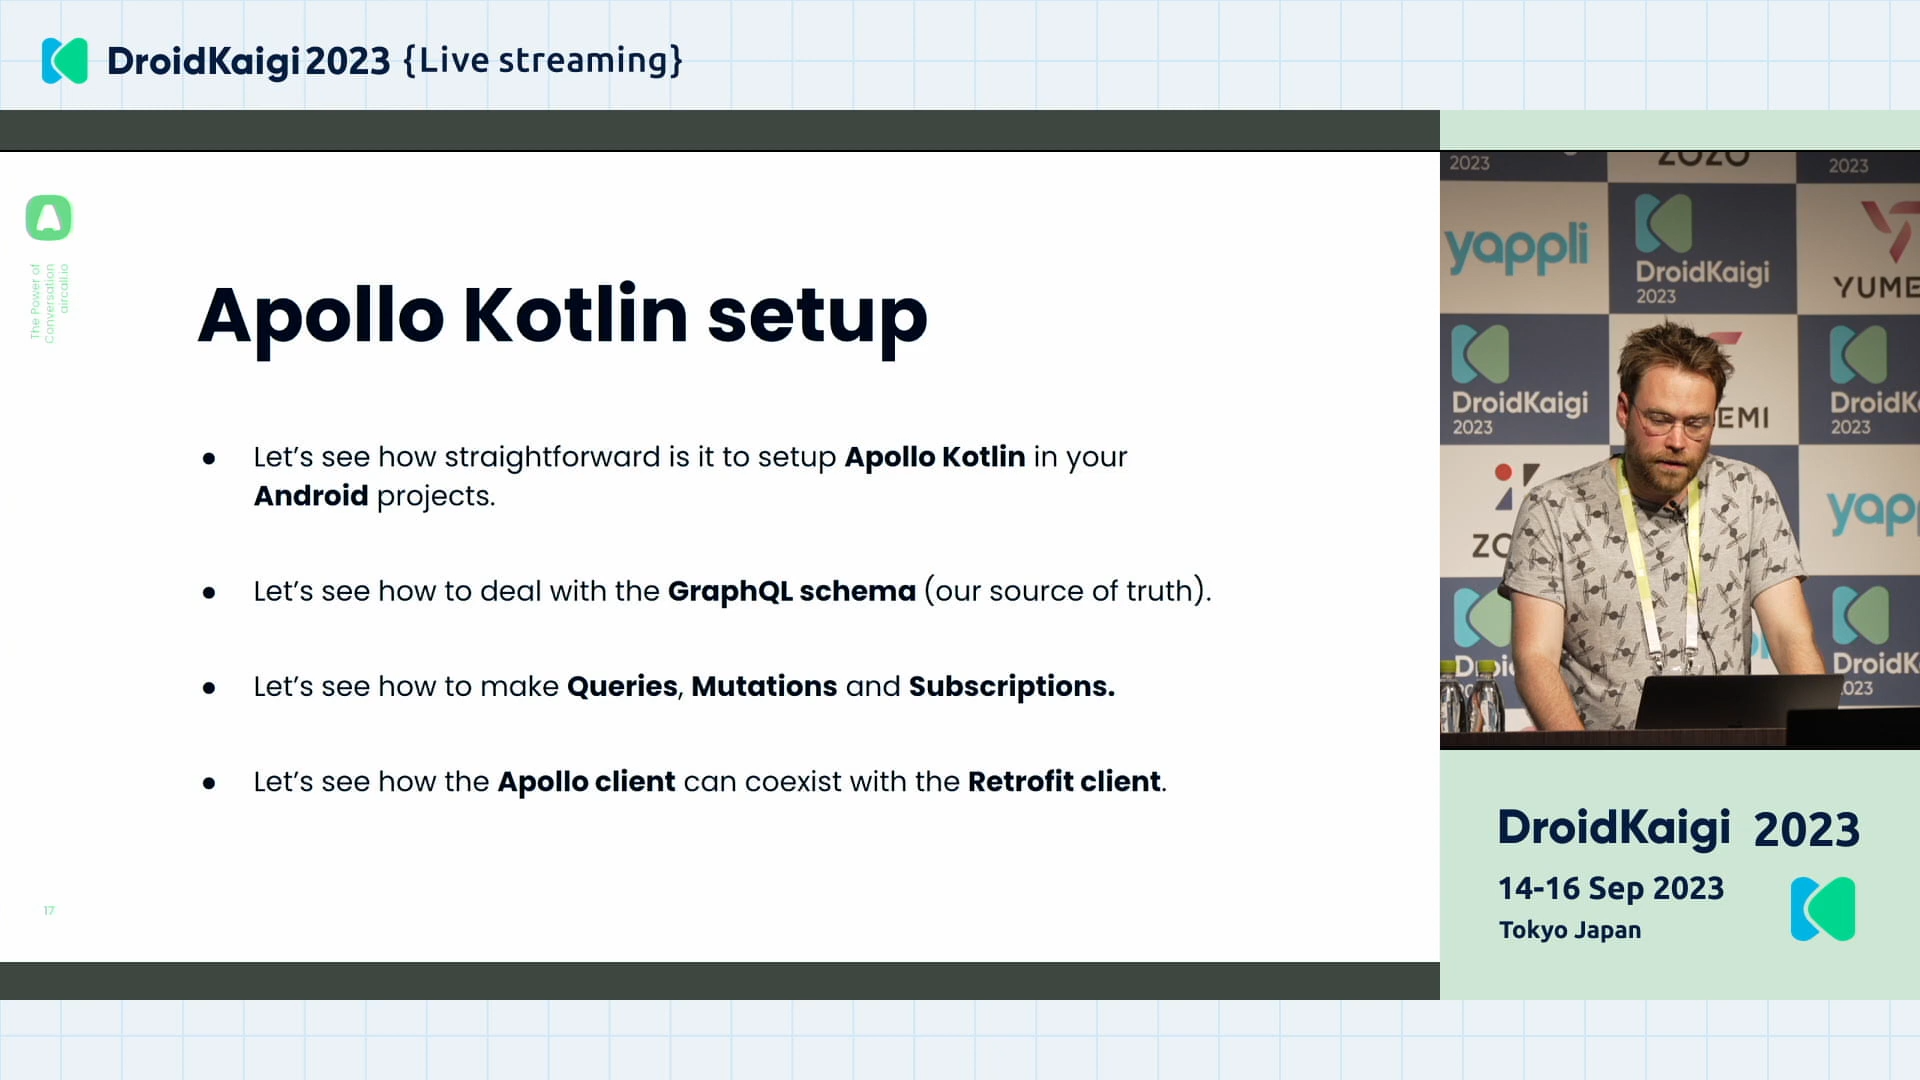 DroidKaigi 2023 {Live streaming}
The Power of
Conversation
aircall.io
Apollo Kotlin setup
● Let’s see how straightforward is it to setup Apollo Kotlin in your
Android projects.
● Let’s see how to deal with the GraphQL schema (our source of truth).
● Let’s see how to make Queries, Mutations and Subscriptions.
● Let’s see how the Apollo client can coexist with the Retrofit client.
17
2023
ZOZO
2023
yappli
DroidKaigi
2023
YUME
DroidKaigi
2023
EMI
DroidK
2023
ZO
yap
DroidK
2023
DroidKaigi 2023
14-16 Sep 2023
Tokyo Japan